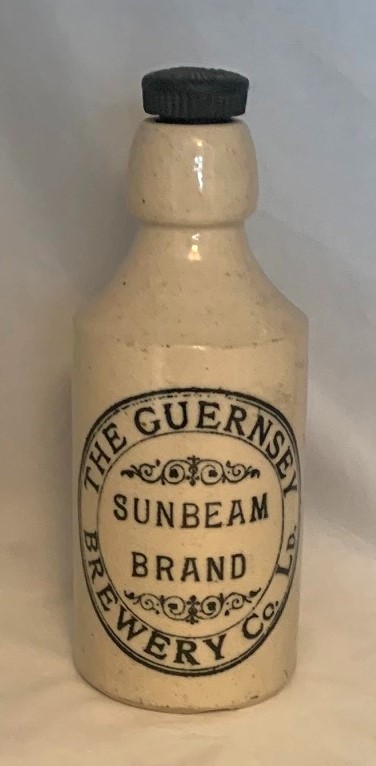 THE GUERNSEY
SUNBEAM
BRAND
BREWERY Co. LD.